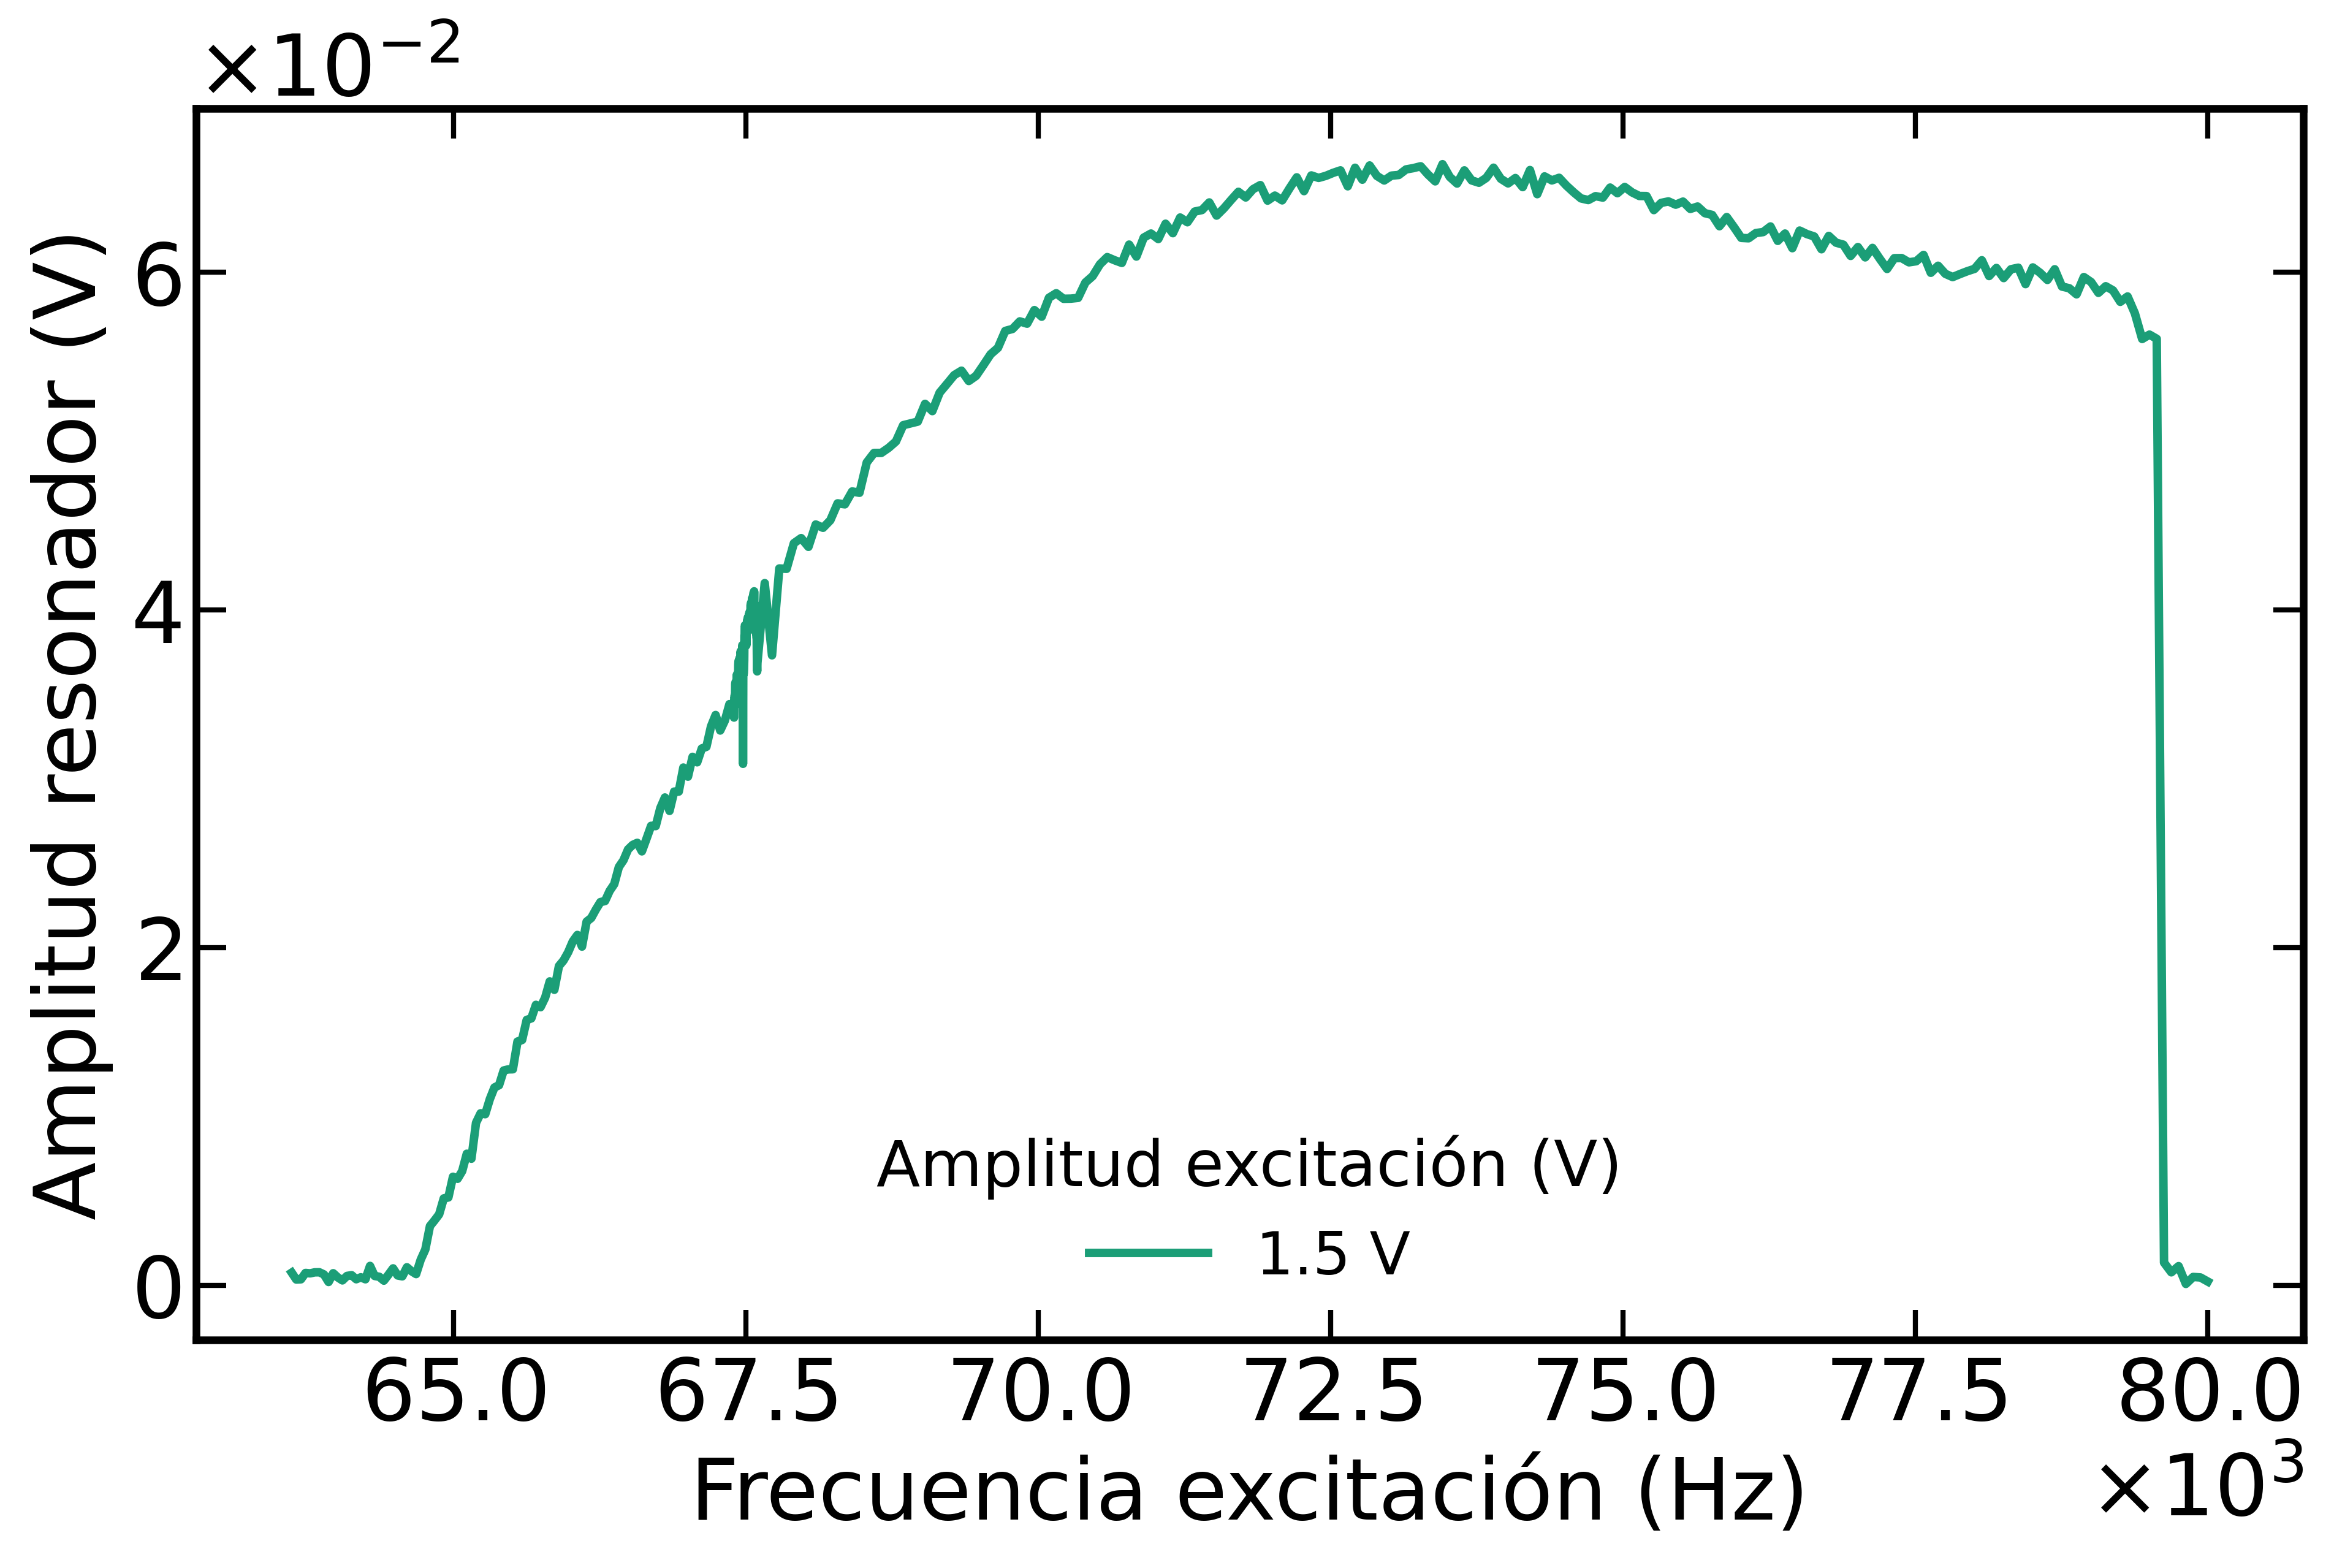 ×10⁻²
Amplitud resonador (V)
6
4
2
0
Amplitud excitación (V)
1.5 V
65.0 67.5 70.0 72.5 75.0 77.5 80.0
Frecuencia excitación (Hz)
×10³